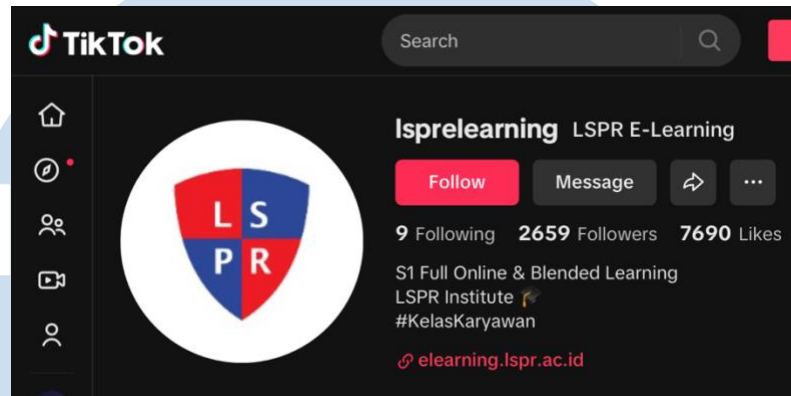 TikTok
Search
lsprelearning LSPR E-Learning
Follow Message
9 Following 2659 Followers 7690 Likes
S1 Full Online & Blended Learning
LSPR Institute 🎓
#KelasKaryawan
elearning.lspr.ac.id
L S
P R